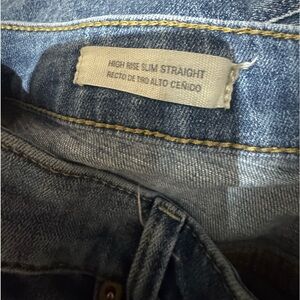 HIGH RISE SLIM STRAIGHT
RECTO DE TIRO ALTO CEÑIDO